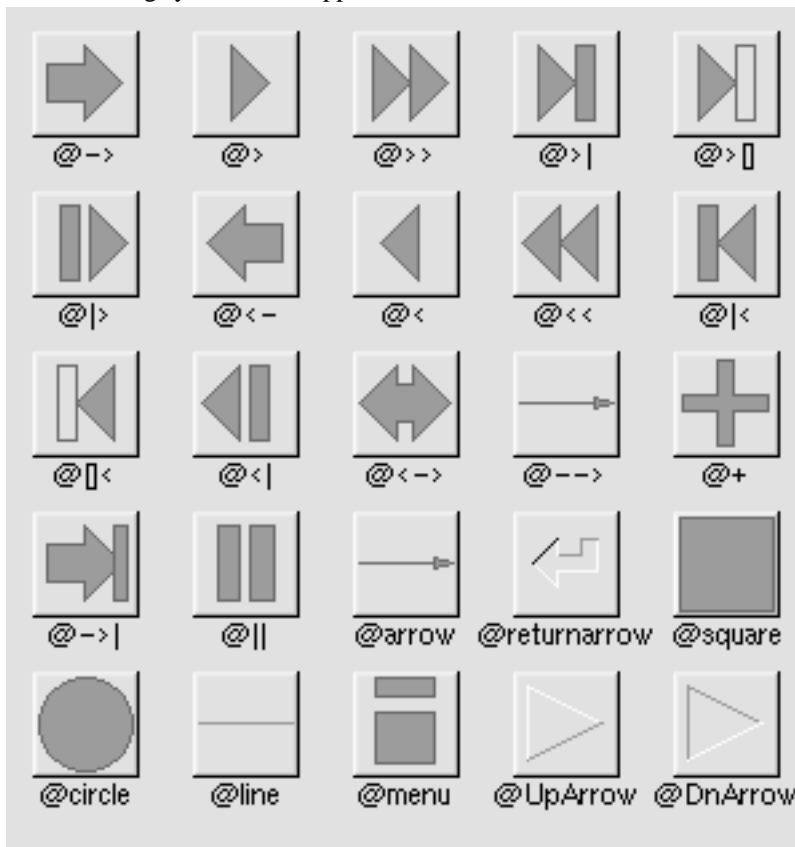 @-> @> @>> @>| @>[]
@|> @<- @< @<< @|<
@[]< @<| @<-> @--> @+
@->| @|| @arrow @returnarrow @square
@circle @line @menu @UpArrow @DnArrow